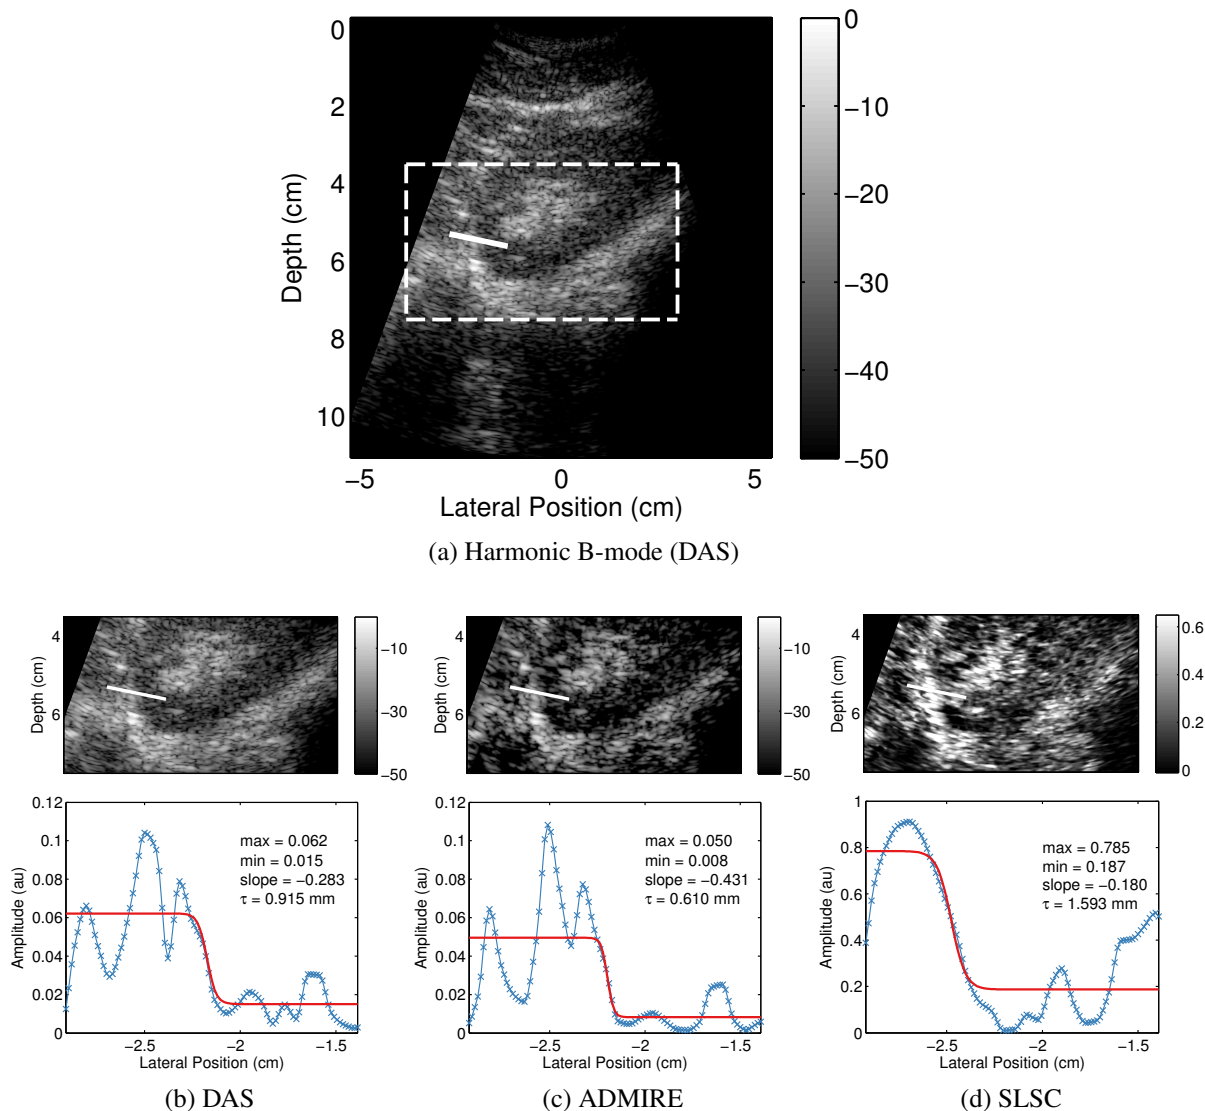 0
2
4
6
8
10
Depth (cm)
−5
0
5
Lateral Position (cm)
0
−10
−20
−30
−40
−50
(a) Harmonic B-mode (DAS)
4
6
Depth (cm)
−10
−30
−50
4
6
Depth (cm)
−10
−30
−50
4
6
Depth (cm)
0.6
0.4
0.2
0
0.12
0.1
0.08
0.06
0.04
0.02
0
Amplitude (au)
max = 0.062
min = 0.015
slope = −0.283
τ = 0.915 mm
−2.5
−2
−1.5
Lateral Position (cm)
(b) DAS
0.12
0.1
0.08
0.06
0.04
0.02
0
Amplitude (au)
max = 0.050
min = 0.008
slope = −0.431
τ = 0.610 mm
−2.5
−2
−1.5
Lateral Position (cm)
(c) ADMIRE
1
0.8
0.6
0.4
0.2
0
Amplitude (au)
max = 0.785
min = 0.187
slope = −0.180
τ = 1.593 mm
−2.5
−2
−1.5
Lateral Position (cm)
(d) SLSC